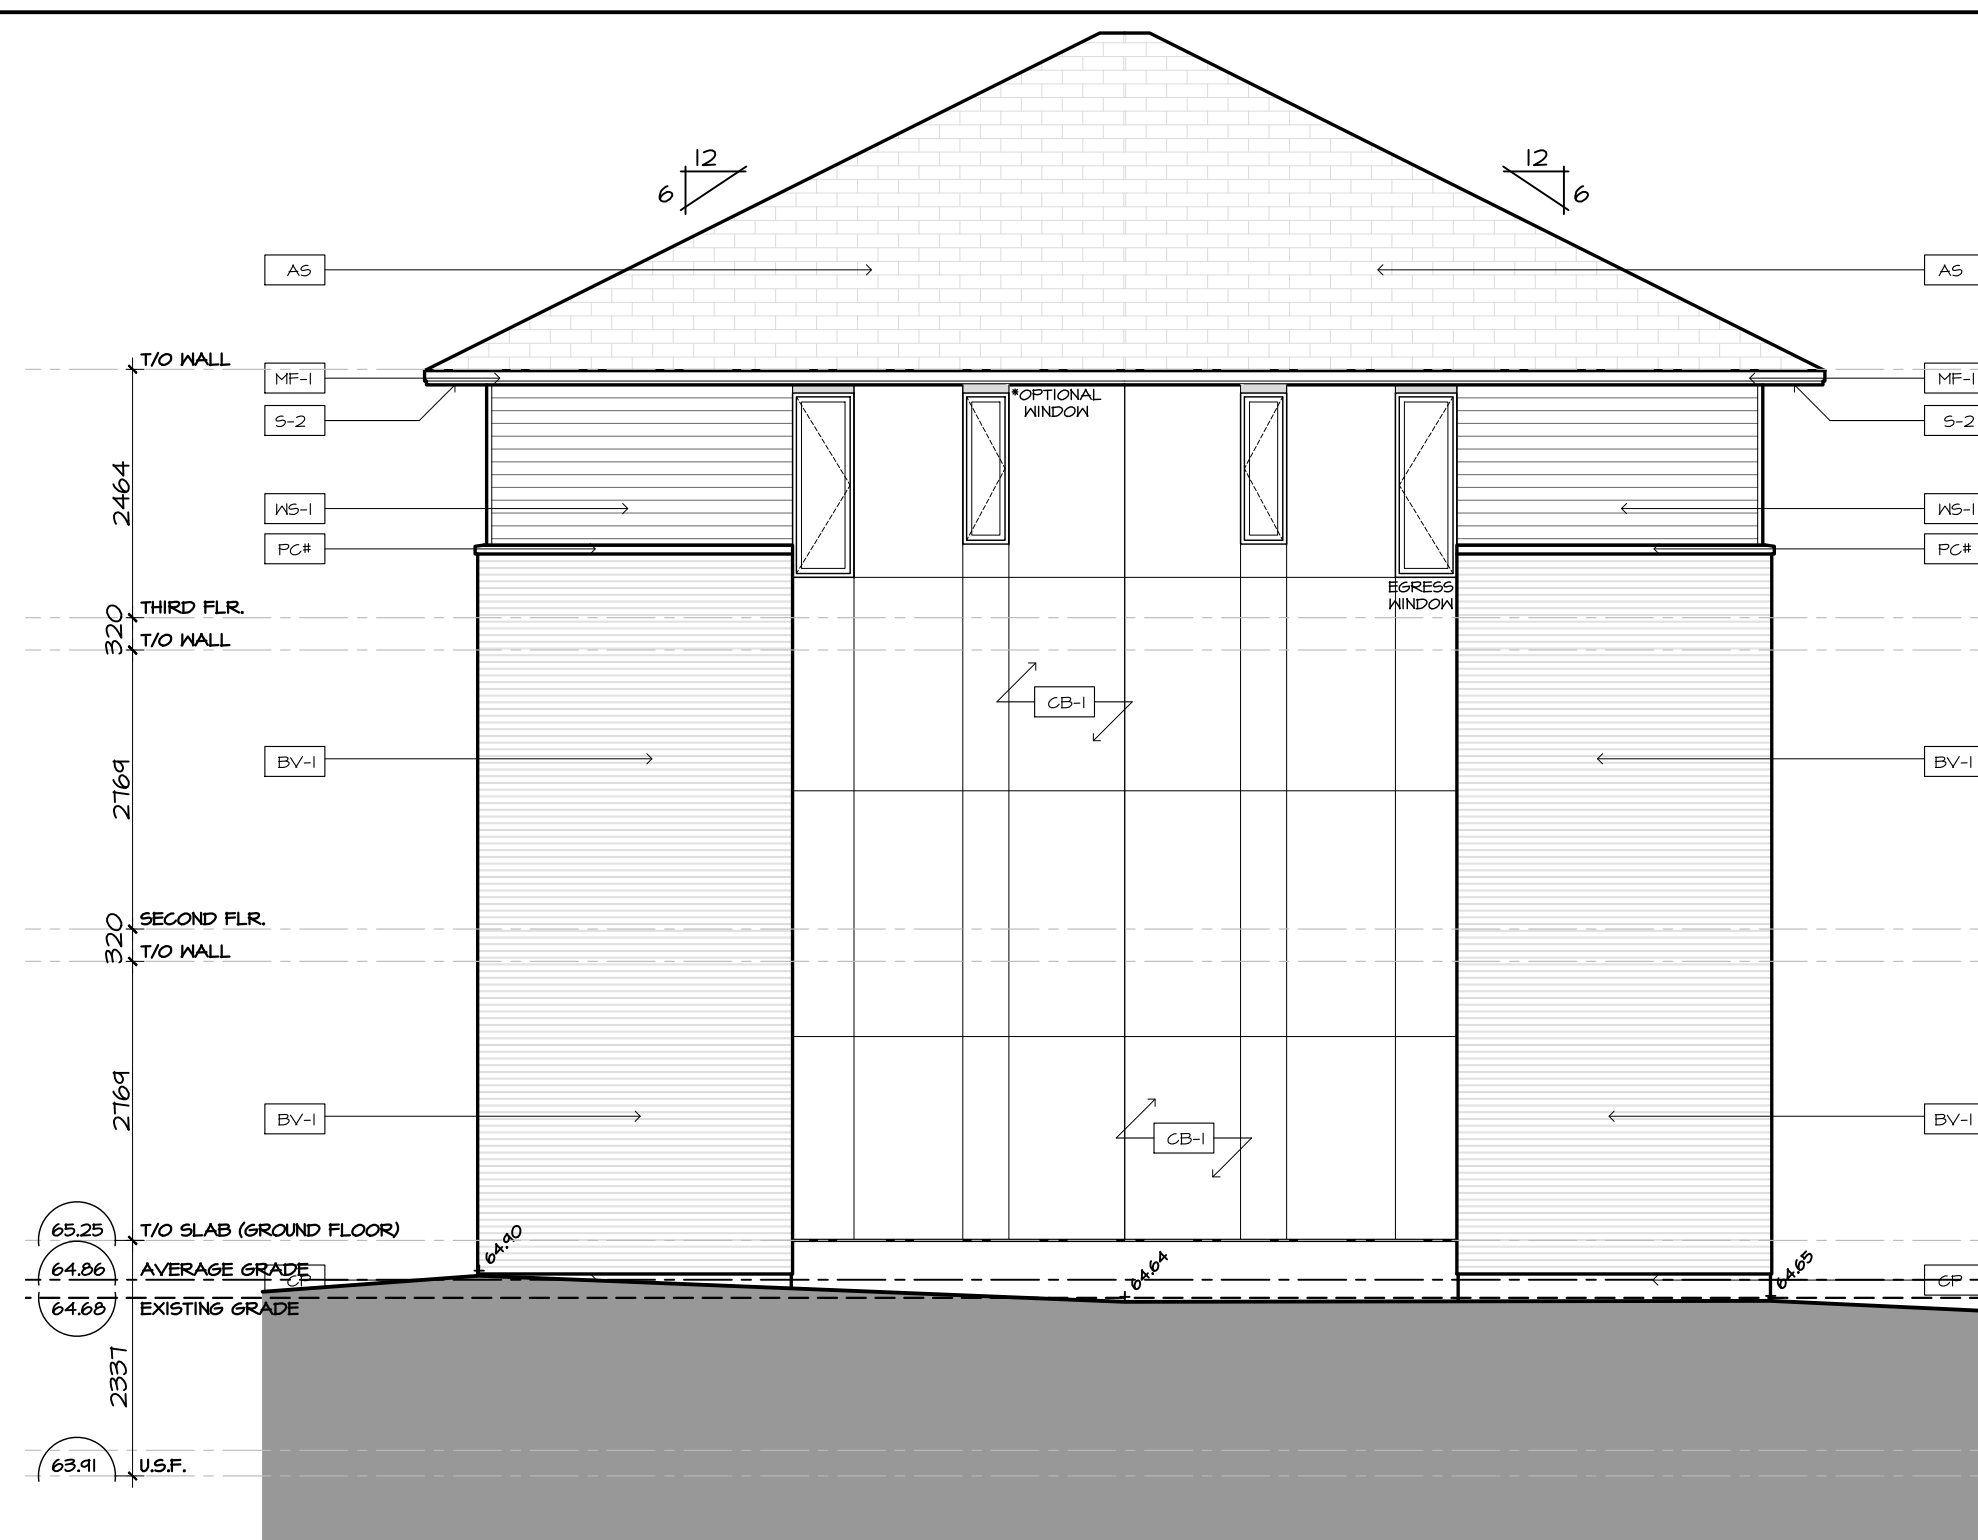 12
6
12
6
AS
AS
T/O WALL
MF-1
MF-1
*OPTIONAL
WINDOW
S-2
S-2
2464
WS-1
WS-1
PC#
PC#
EGRESS
WINDOW
THIRD FLR.
320
T/O WALL
CB-1
BV-1
BV-1
2769
SECOND FLR.
320
T/O WALL
2769
BV-1
BV-1
CB-1
65.25 T/O SLAB (GROUND FLOOR)
64.90
64.64
64.65
64.86 AVERAGE GRADE
CP
CP
64.68 EXISTING GRADE
2337
63.91 U.S.F.